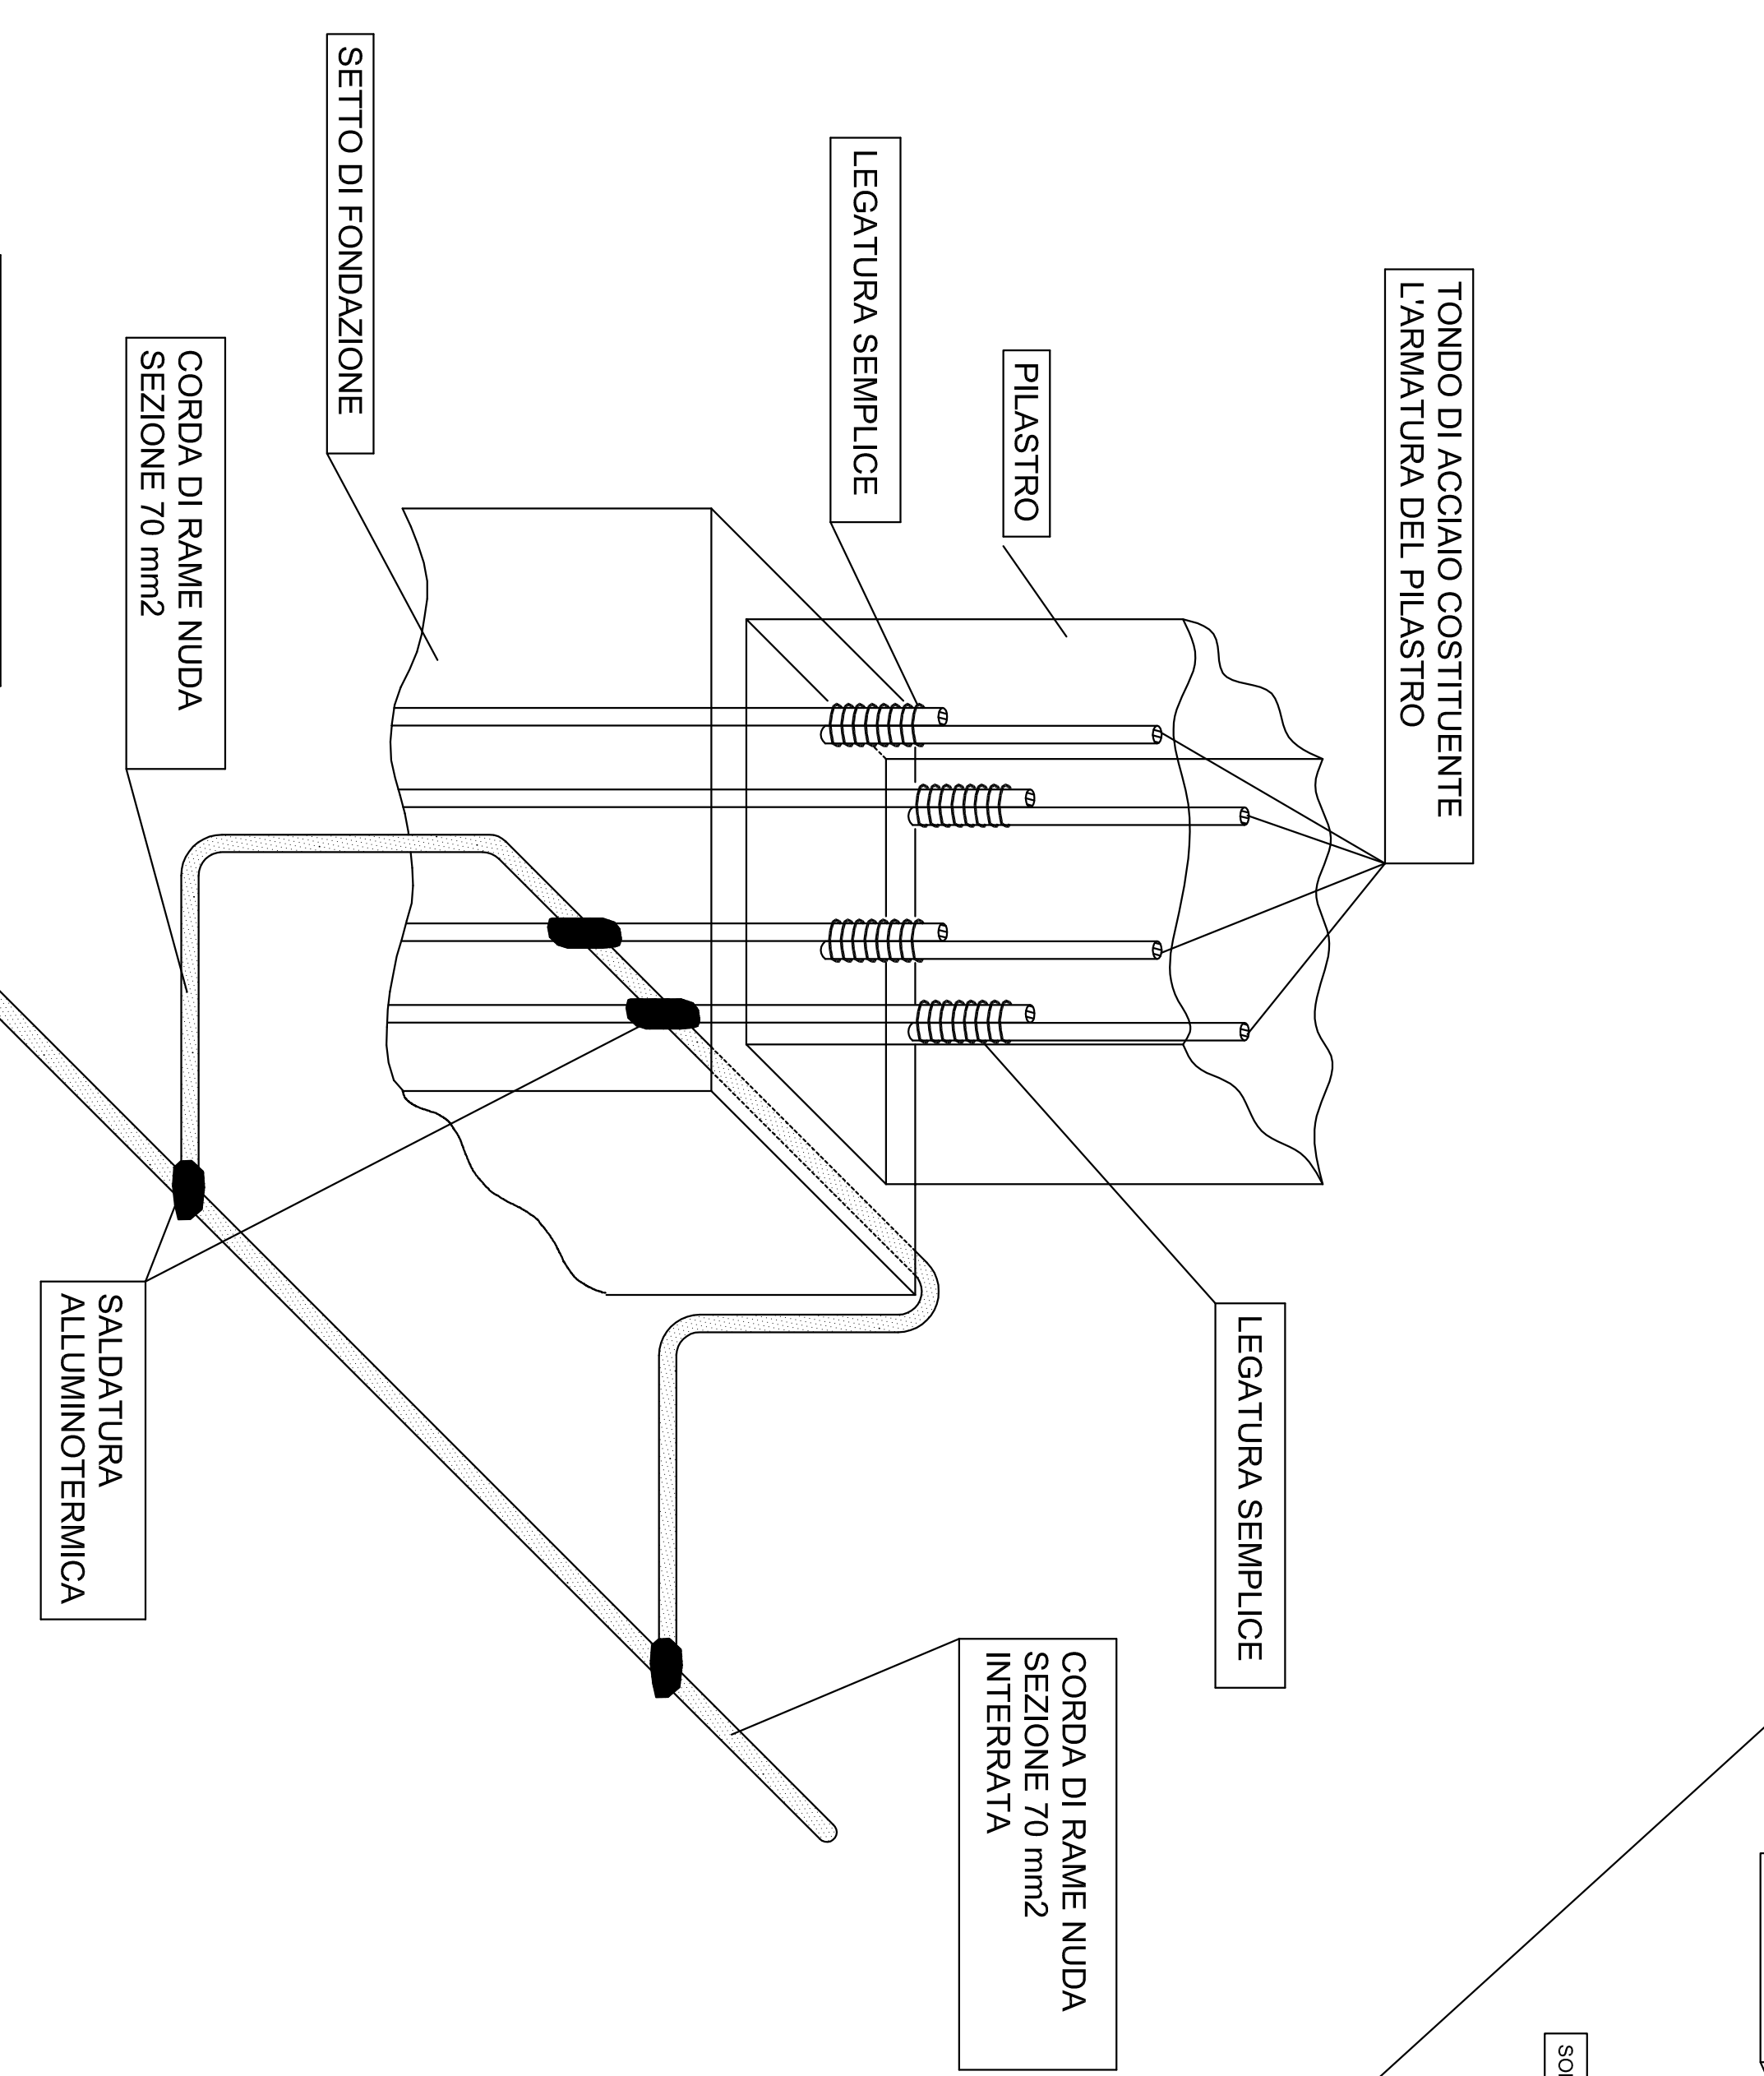 TONDO DI ACCIAIO COSTITUENTE
L'ARMATURA DEL PILASTRO
PILASTRO
LEGATURA SEMPLICE
SETTO DI FONDAZIONE
CORDA DI RAME NUDA
SEZIONE 70 mm2
LEGATURA SEMPLICE
CORDA DI RAME NUDA
SEZIONE 70 mm2
INTERRATA
SALDATURA
ALLUMINOTERMICA